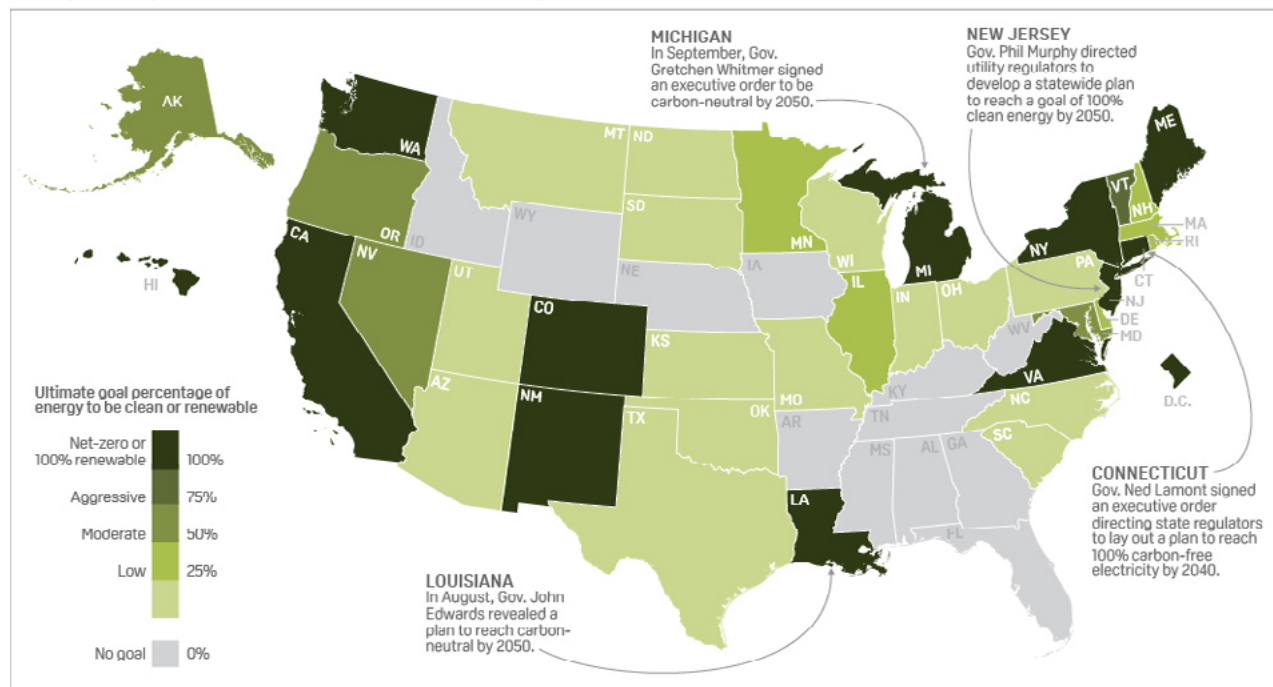 MICHIGAN
In September, Gov.
Gretchen Whitmer signed
an executive order to be
carbon-neutral by 2050.
NEW JERSEY
Gov. Phil Murphy directed
utility regulators to
develop a statewide plan
to reach a goal of 100%
clean energy by 2050.
AK
WA
MT
ND
ME
VT
NH
MA
RI
CT
NY
OR
ID
WY
SD
MN
WI
MI
CA
NV
UT
NE
IA
IL
IN
OH
PA
NJ
DE
MD
WV
VA
D.C.
HI
CO
KS
MO
KY
AZ
NM
TX
OK
AR
TN
NC
SC
MS
AL
GA
LA
FL
Ultimate goal percentage of
energy to be clean or renewable
Net-zero or
100% renewable
100%
Aggressive
75%
Moderate
50%
Low
25%
No goal
0%
LOUISIANA
In August, Gov. John
Edwards revealed a
plan to reach carbon-
neutral by 2050.
CONNECTICUT
Gov. Ned Lamont signed
an executive order
directing state regulators
to lay out a plan to reach
100% carbon-free
electricity by 2040.